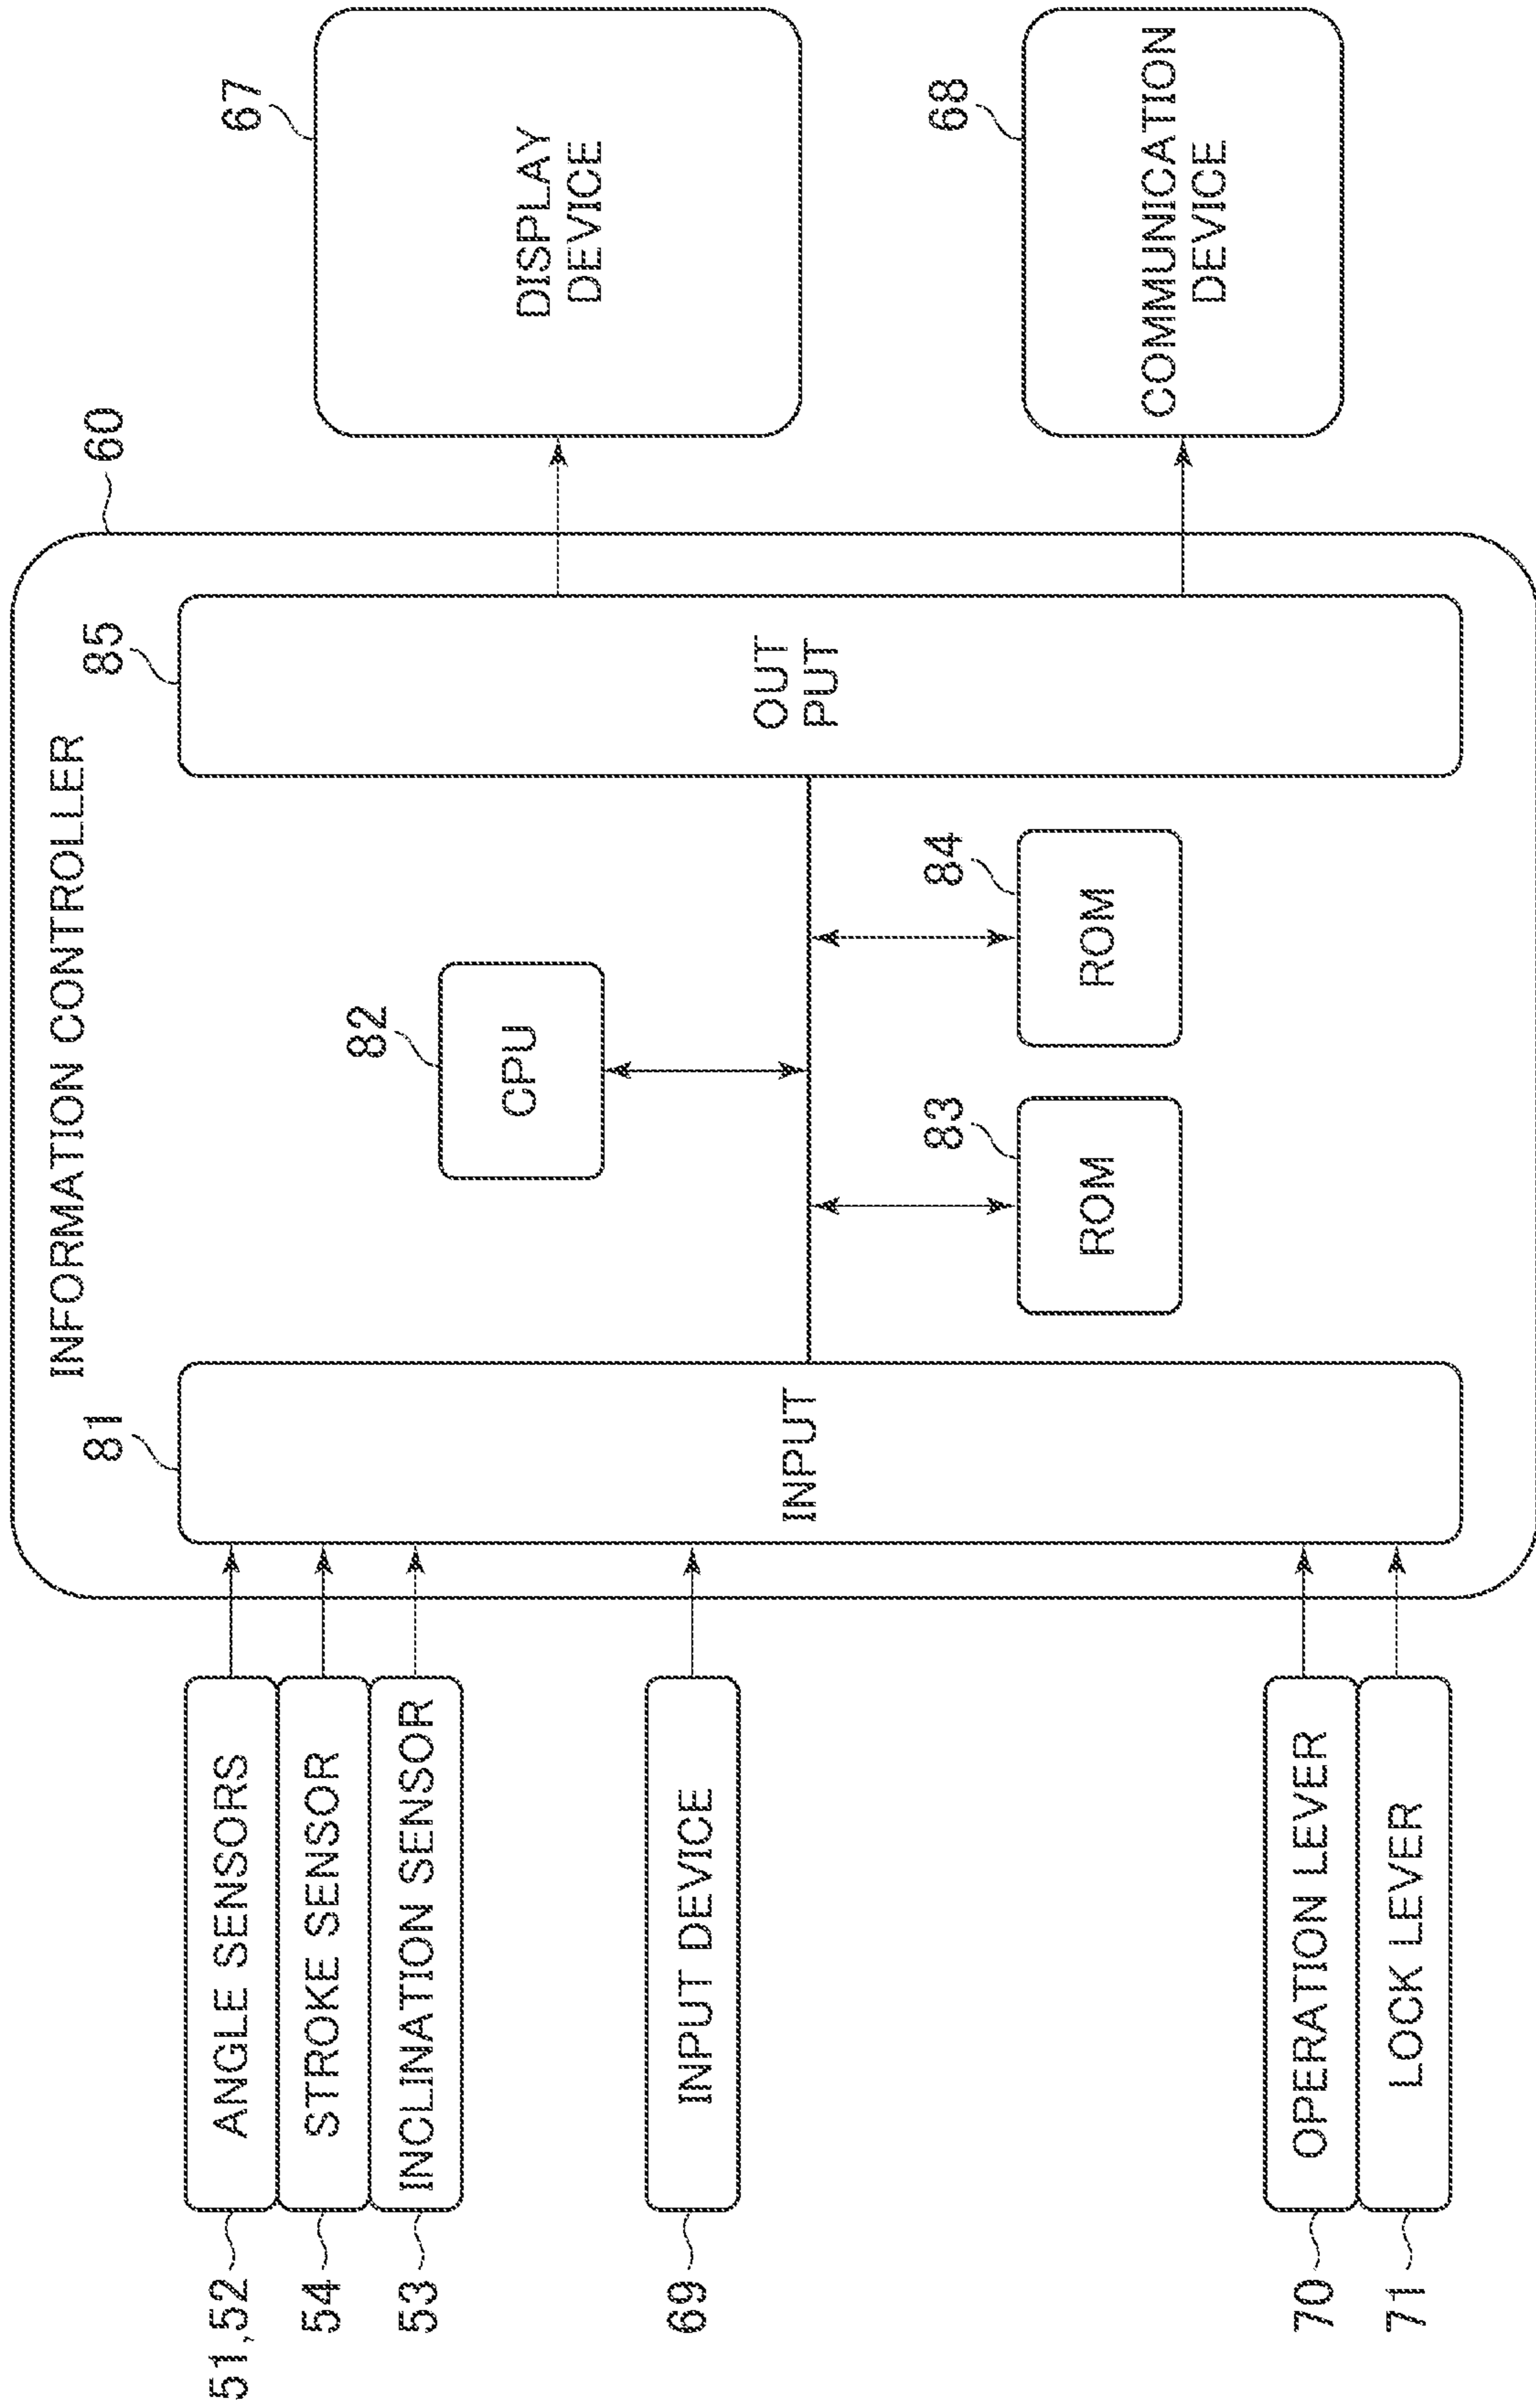 INFORMATION CONTROLLER
60
51,52
ANGLE SENSORS
54
STROKE SENSOR
53
INCLINATION SENSOR
69
INPUT DEVICE
70
OPERATION LEVER
71
LOCK LEVER
81
INPUT
82
CPU
83
ROM
84
ROM
85
OUT
PUT
67
DISPLAY
DEVICE
68
COMMUNICATION
DEVICE